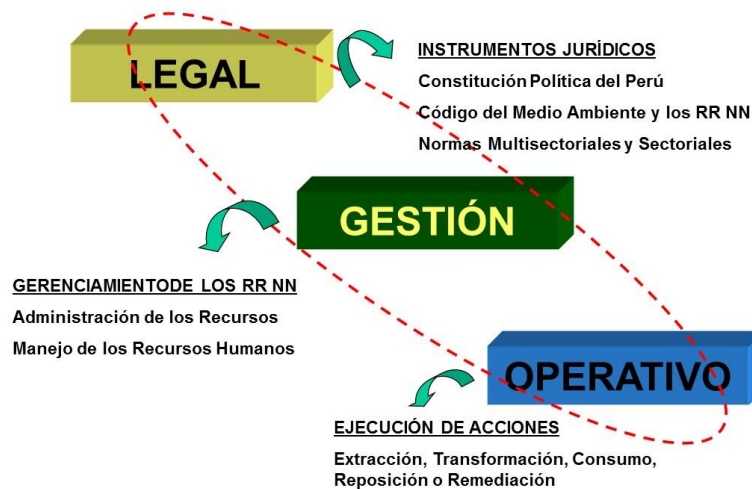 LEGAL
INSTRUMENTOS JURÍDICOS
Constitución Política del Perú
Código del Medio Ambiente y los RR NN
Normas Multisectoriales y Sectoriales
GESTIÓN
GERENCIAMIENTODE LOS RR NN
Administración de los Recursos
Manejo de los Recursos Humanos
OPERATIVO
EJECUCIÓN DE ACCIONES
Extracción, Transformación, Consumo,
Reposición o Remediación